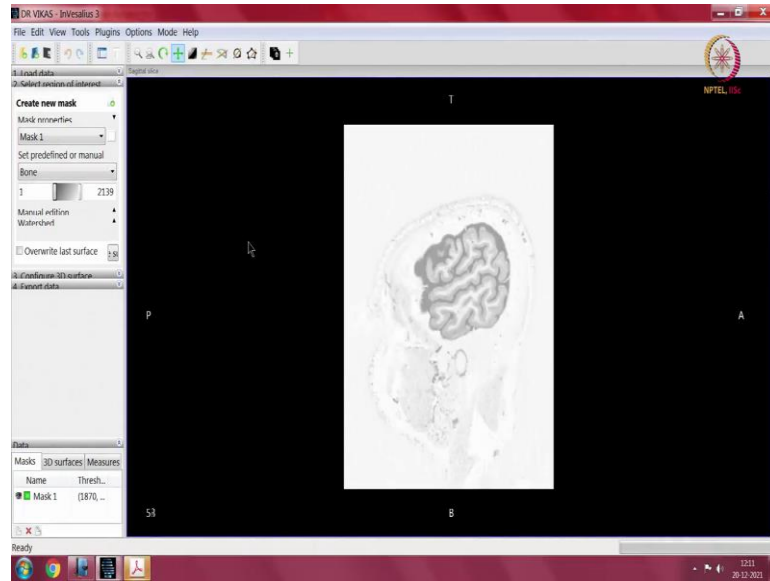 DR VIKAS - InVesalius 3
File Edit View Tools Plugins Options Mode Help
NPTEL, IISc
1. Load data
Sagital slice
2. Select region of interest
Create new mask
Mask properties
Mask 1
Set predefined or manual
Bone
1 2139
Manual edition
Watershed
Overwrite last surface
3. Configure 3D surface
4. Export data
T
P
A
B
Data
Masks 3D surfaces Measures
Name Thresh...
Mask 1 (1870, ...
Ready
12:11
20-12-2021